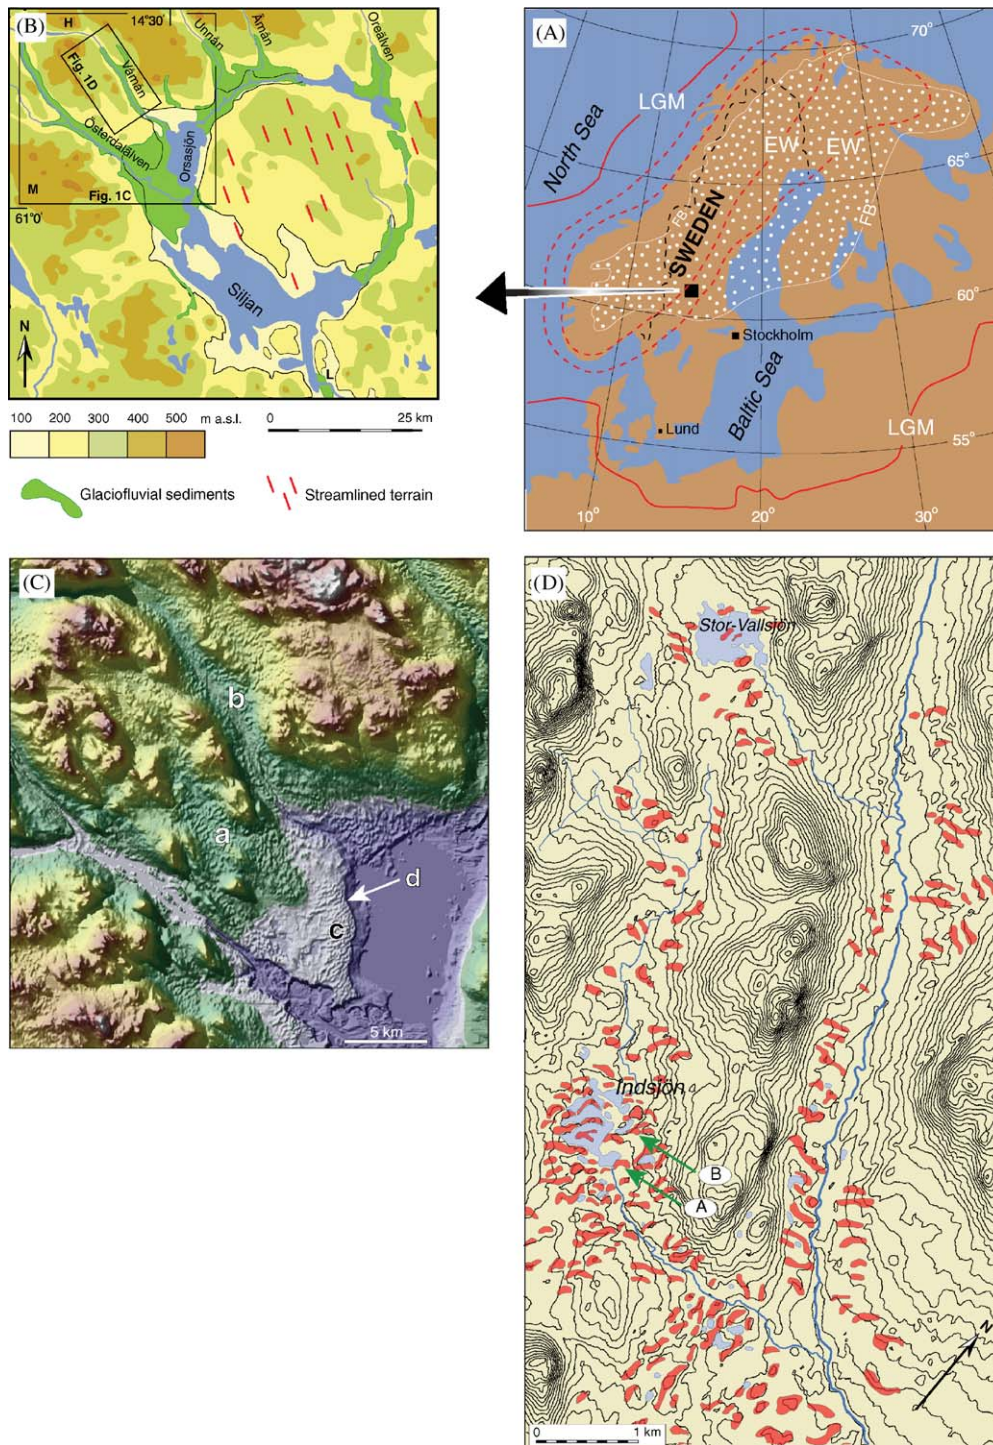 (B)
H
14°30'
Unnån
Åmån
Oreälven
Fig. 1D
Våmån
Österdalälven
Orsasjön
M
Fig. 1C
61°0'
Siljan
N
L
100 200 300 400 500 m a.s.l.
0 25 km
Glaciofluvial sediments
Streamlined terrain
(A)
70°
LGM
North Sea
EW
EW
65°
FB
SWEDEN
FB
60°
Stockholm
Baltic Sea
Lund
LGM
55°
10°
20°
30°
(C)
b
a
d
c
5 km
(D)
Stor-Vallsjön
Indsjön
B
A
N
0 1 km